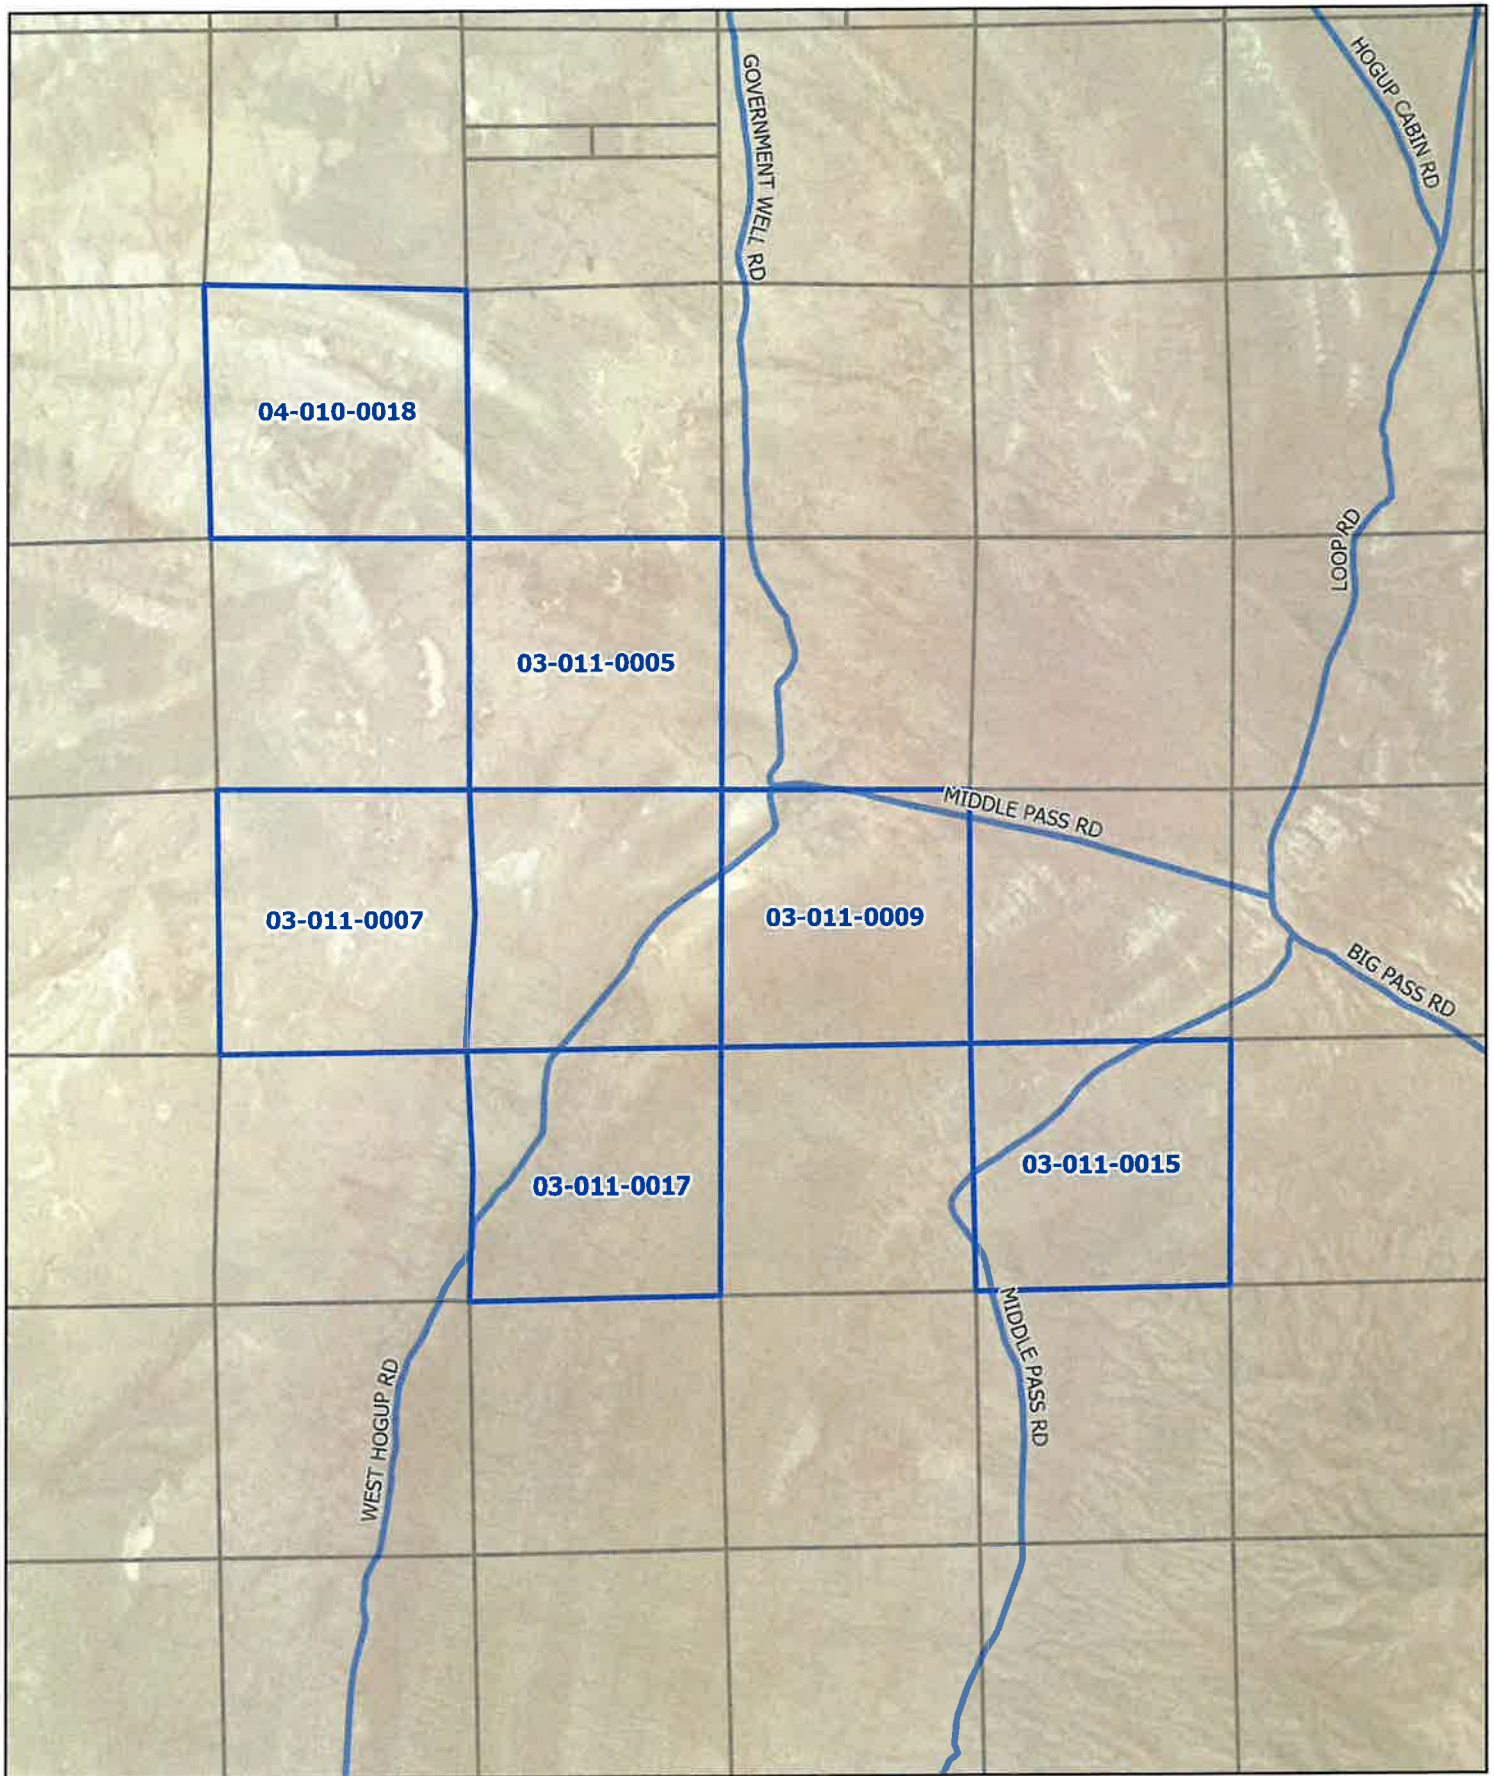 HOGUP CABIN RD
GOVERNMENT WELL RD
04-010-0018
LOOP RD
03-011-0005
MIDDLE PASS RD
03-011-0007
03-011-0009
BIG PASS RD
03-011-0015
03-011-0017
MIDDLE PASS RD
WEST HOGUP RD